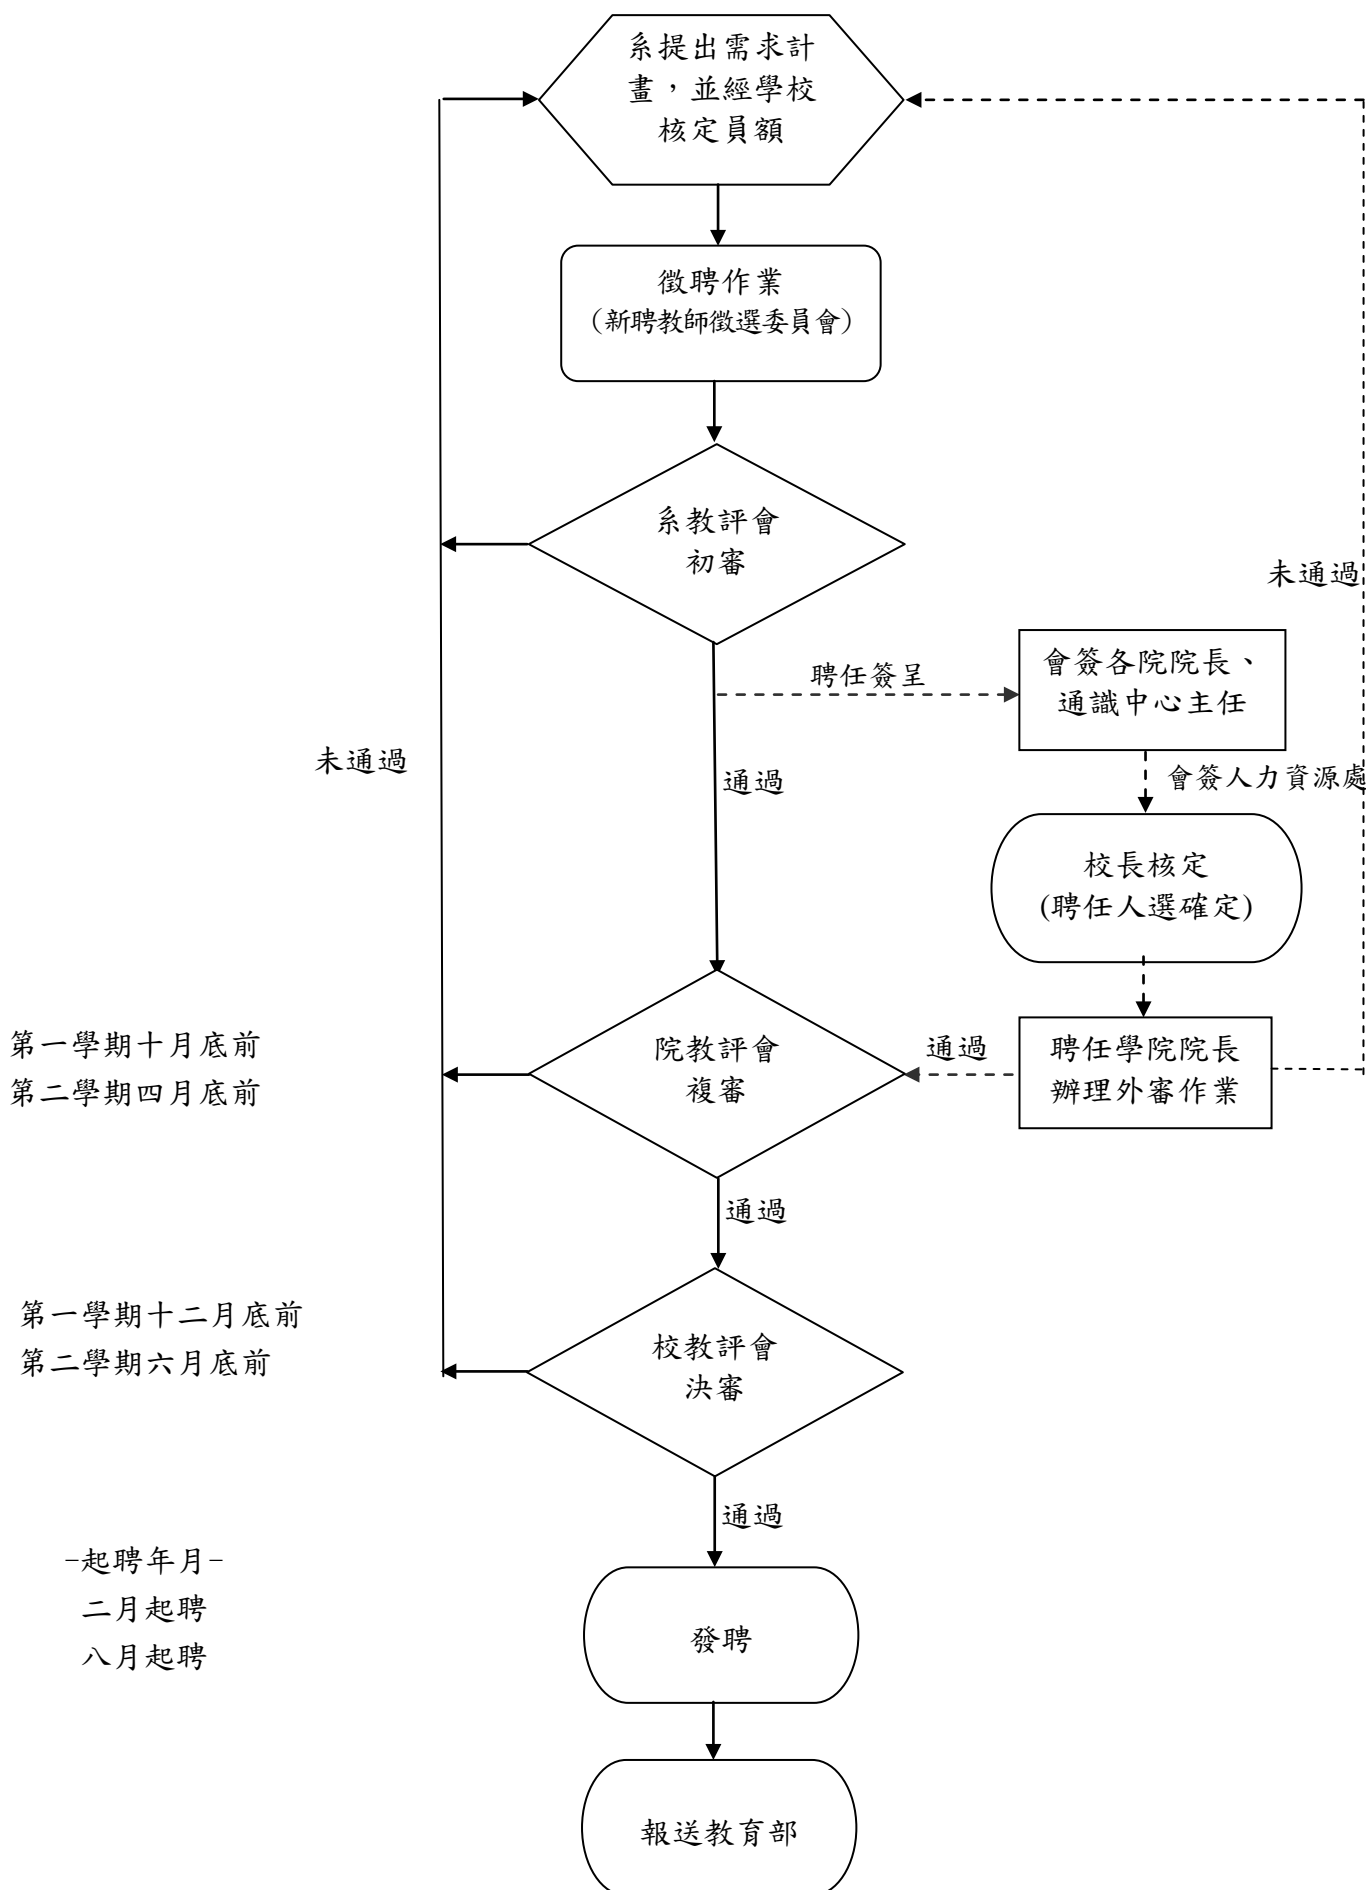 系提出需求計
畫，並經學校
核定員額
徵聘作業
（新聘教師徵選委員會）
系教評會
初審
未通過
聘任簽呈
會簽各院院長、
通識中心主任
未通過
通過
會簽人力資源處
校長核定
(聘任人選確定)
第一學期十月底前
第二學期四月底前
院教評會
複審
通過
聘任學院院長
辦理外審作業
通過
第一學期十二月底前
第二學期六月底前
校教評會
決審
通過
-起聘年月-
二月起聘
八月起聘
發聘
報送教育部